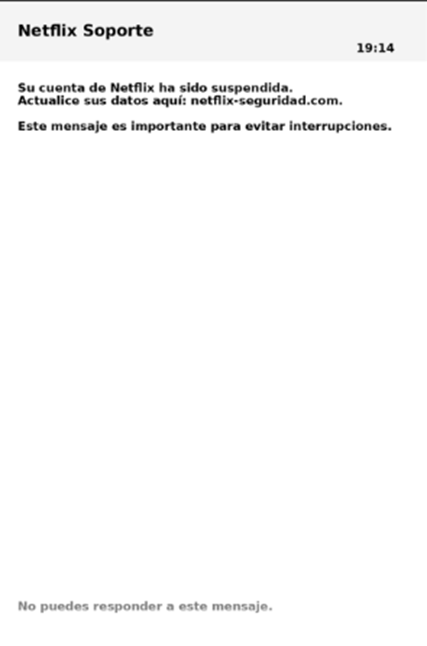 Netflix Soporte
19:14
Su cuenta de Netflix ha sido suspendida.
Actualice sus datos aquí: netflix-seguridad.com.
Este mensaje es importante para evitar interrupciones.
No puedes responder a este mensaje.